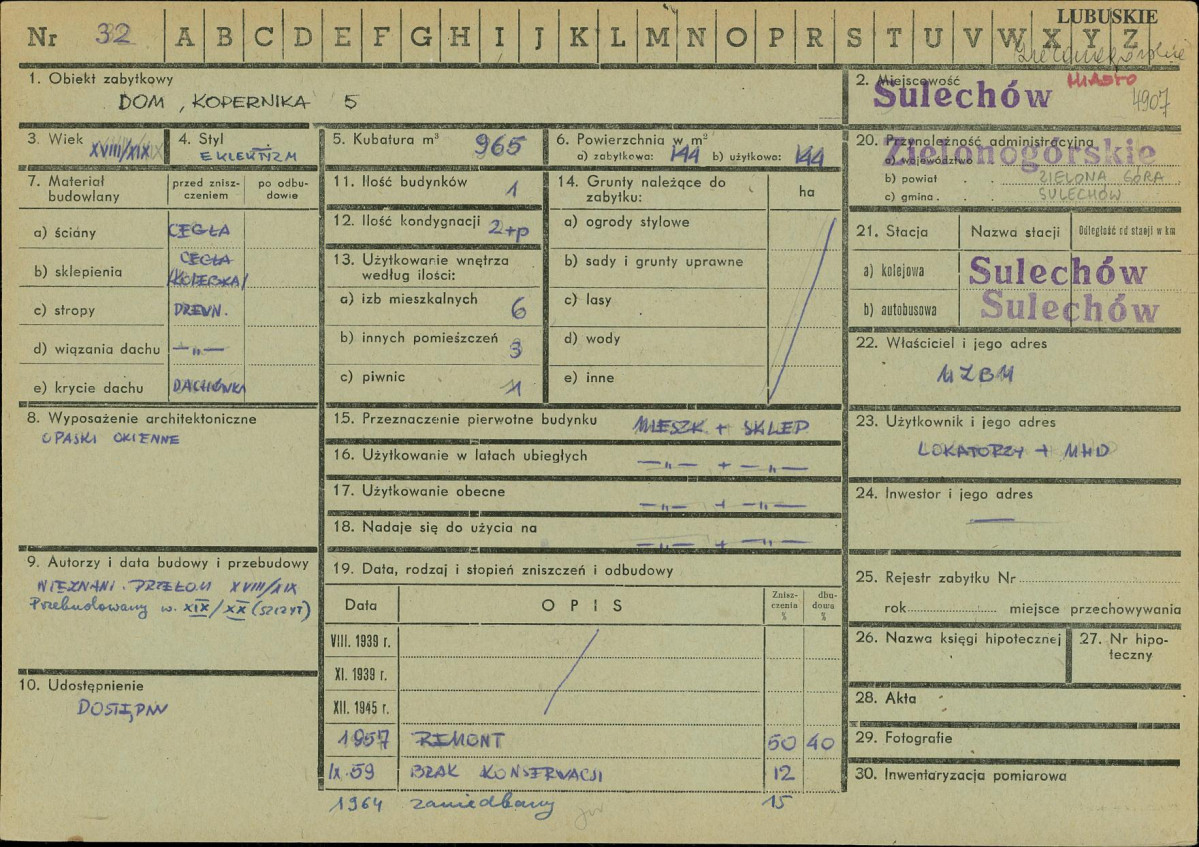 LUBUSKIE
Nr 32 A B C D E F G H I J K L M N O P R S T U V W X Y Z
Zielonogórskie
1. Obiekt zabytkowy
DOM, KOPERNIKA 5
2. Miejscowość
Sulechów MIASTO
4907
3. Wiek XVIII/XIX
4. Styl
EKLEKTYZM
5. Kubatura m³ 965
6. Powierzchnia w m²
a) zabytkowa: 144 b) użytkowa: 144
20. Przynależność administracyjna
a) województwo Zielonogórskie
b) powiat . . ZIELONA GÓRA
c) gmina . . SULECHÓW
7. Materiał budowlany
przed zniszczeniem
po odbudowie
a) ściany CEGŁA
b) sklepienia CEGŁA /KOLEBKA/
c) stropy DREWN.
d) wiązania dachu —„—
e) krycie dachu DACHÓWKA
8. Wyposażenie architektoniczne
OPASKI OKIENNE
9. Autorzy i data budowy i przebudowy
NIEZNANI. PRZEŁOM XVIII/XIX
Przebudowany w. XIX/XX (szczyt)
10. Udostępnienie
DOSTĘPNY
11. Ilość budynków 1
12. Ilość kondygnacji 2+p
13. Użytkowanie wnętrza
według ilości:
a) izb mieszkalnych 6
b) innych pomieszczeń 3
c) piwnic 1
14. Grunty należące do
zabytku:
ha
a) ogrody stylowe
b) sady i grunty uprawne
c) lasy
d) wody
e) inne
15. Przeznaczenie pierwotne budynku MIESZK + SKLEP
16. Użytkowanie w latach ubiegłych —„— + —„—
17. Użytkowanie obecne —„— + —„—
18. Nadaje się do użycia na —„— + —„—
19. Data, rodzaj i stopień zniszczeń i odbudowy
Data
OPIS
Zniszczenia %
dbudowa %
VIII. 1939 r.
XI. 1939 r.
XII. 1945 r.
1957 REMONT 50 40
IX.59 BRAK KONSERWACJI 12
1964 zaniedbany 15
21. Stacja
Nazwa stacji
Odległość od stacji w km
a) kolejowa Sulechów
b) autobusowa Sulechów
22. Właściciel i jego adres
MZBM
23. Użytkownik i jego adres
LOKATORZY + MHD
24. Inwestor i jego adres
—
25. Rejestr zabytku Nr
rok miejsce przechowywania
26. Nazwa księgi hipotecznej
27. Nr hipoteczny
28. Akta
29. Fotografie
30. Inwentaryzacja pomiarowa